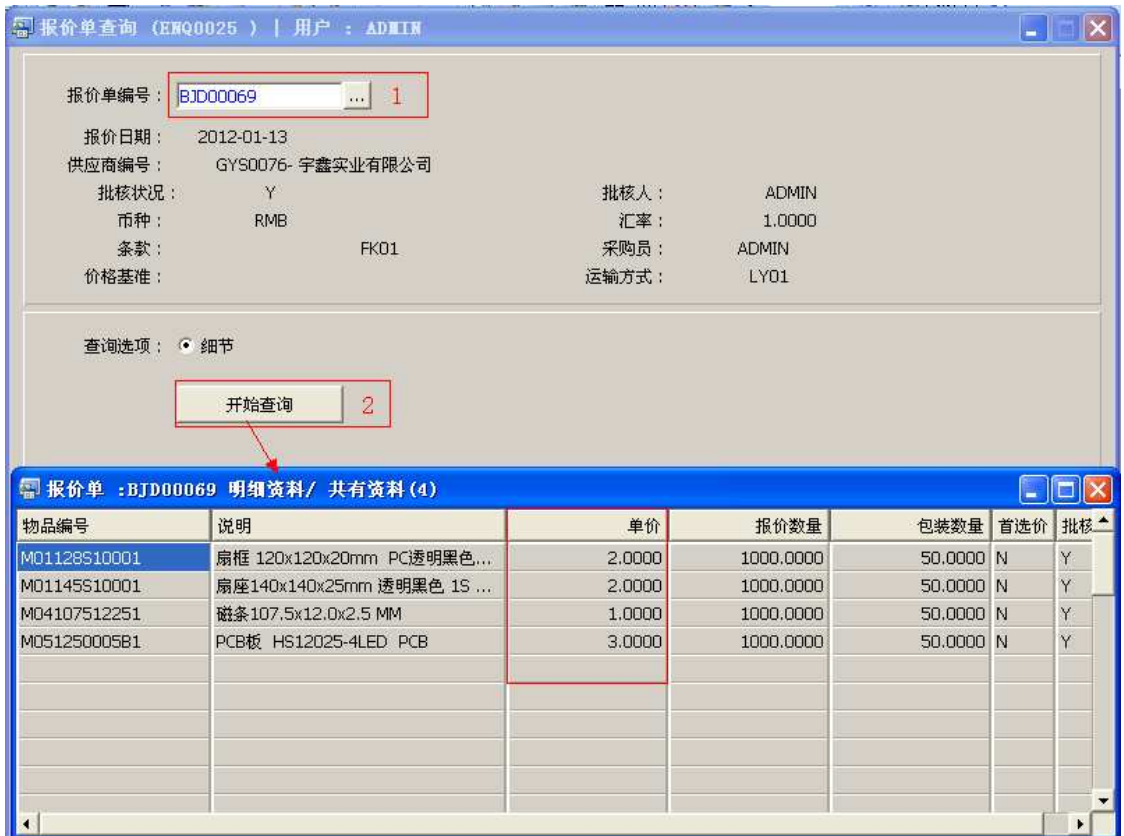 报价单查询 (ENQ0025 ) | 用户 : ADMIN
报价单编号： BJD00069 ... 1
报价日期： 2012-01-13
供应商编号： GYS0076- 宇鑫实业有限公司
批核状况： Y 批核人： ADMIN
币种： RMB 汇率： 1.0000
条款： FK01 采购员： ADMIN
价格基准： 运输方式： LY01
查询选项： 细节
开始查询 2
报价单 :BJD00069 明细资料/ 共有资料(4)
物品编号 说明 单价 报价数量 包装数量 首选价 批核
M01128S10001 扇框 120x120x20mm PC透明黑色... 2.0000 1000.0000 50.0000 N Y
M01145S10001 扇座140x140x25mm 透明黑色 1S ... 2.0000 1000.0000 50.0000 N Y
M04107512251 磁条107.5x12.0x2.5 MM 1.0000 1000.0000 50.0000 N Y
M051250005B1 PCB板 HS12025-4LED PCB 3.0000 1000.0000 50.0000 N Y